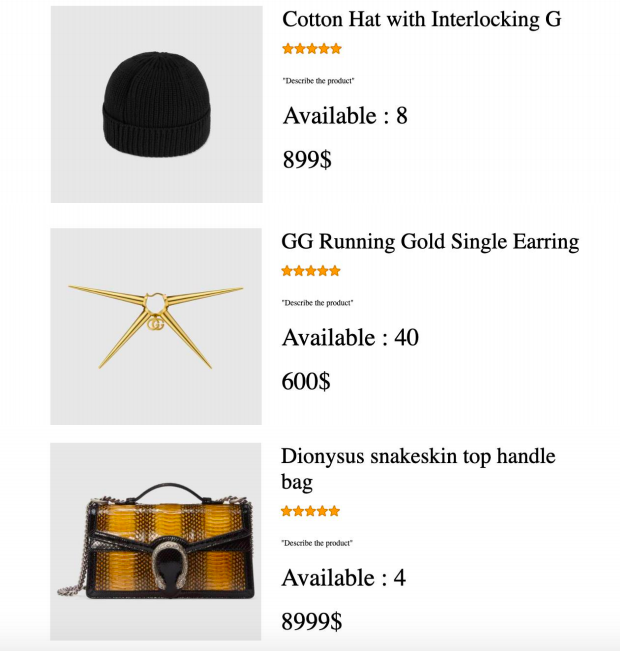 Cotton Hat with Interlocking G
"Describe the product"
Available : 8
899$
GG Running Gold Single Earring
"Describe the product"
Available : 40
600$
Dionysus snakeskin top handle
bag
"Describe the product"
Available : 4
8999$